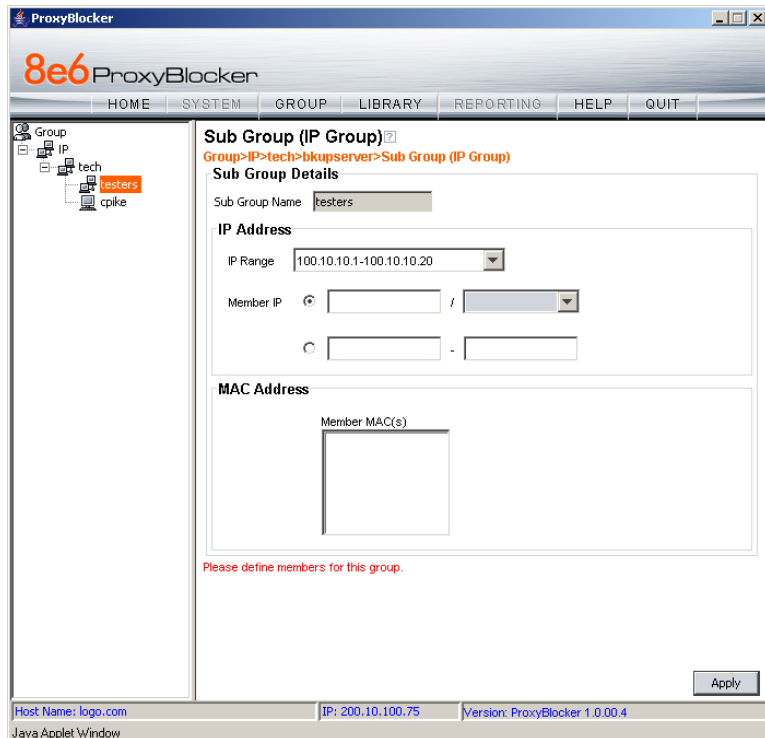 ProxyBlocker
8e6 ProxyBlocker
HOME SYSTEM GROUP LIBRARY REPORTING HELP QUIT
Group
IP
tech
testers
cpike
Sub Group (IP Group)?
Group>IP>tech>bkupserver>Sub Group (IP Group)
Sub Group Details
Sub Group Name testers
IP Address
IP Range 100.10.10.1-100.10.10.20
Member IP /
-
MAC Address
Member MAC(s)
Please define members for this group.
Apply
Host Name: logo.com IP: 200.10.100.75 Version: ProxyBlocker 1.0.00.4
Java Applet Window